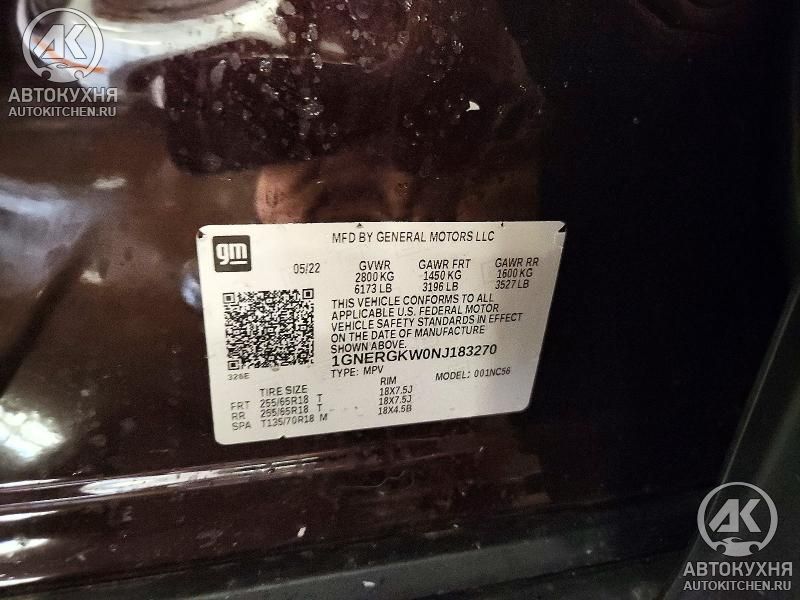 AK
АВТОКУХНЯ
AUTOKITCHEN.RU
gm
MFD BY GENERAL MOTORS LLC
05/22 GVWR GAWR FRT GAWR RR
2800 KG 1450 KG 1600 KG
6173 LB 3196 LB 3527 LB
THIS VEHICLE CONFORMS TO ALL
APPLICABLE U.S. FEDERAL MOTOR
VEHICLE SAFETY STANDARDS IN EFFECT
ON THE DATE OF MANUFACTURE
SHOWN ABOVE.
1GNERGKW0NJ183270
326E TYPE: MPV MODEL: 001NC56
TIRE SIZE RIM
FRT 255/65R18 T 18X7.5J
RR 255/65R18 T 18X7.5J
SPA T135/70R18 M 18X4.5B
AK
АВТОКУХНЯ
AUTOKITCHEN.RU